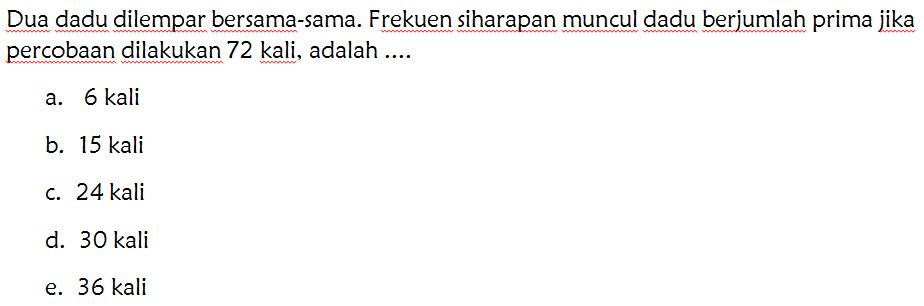 Dua dadu dilempar bersama-sama. Frekuen siharapan muncul dadu berjumlah prima jika
percobaan dilakukan 72 kali, adalah ....
a. 6 kali
b. 15 kali
c. 24 kali
d. 30 kali
e. 36 kali